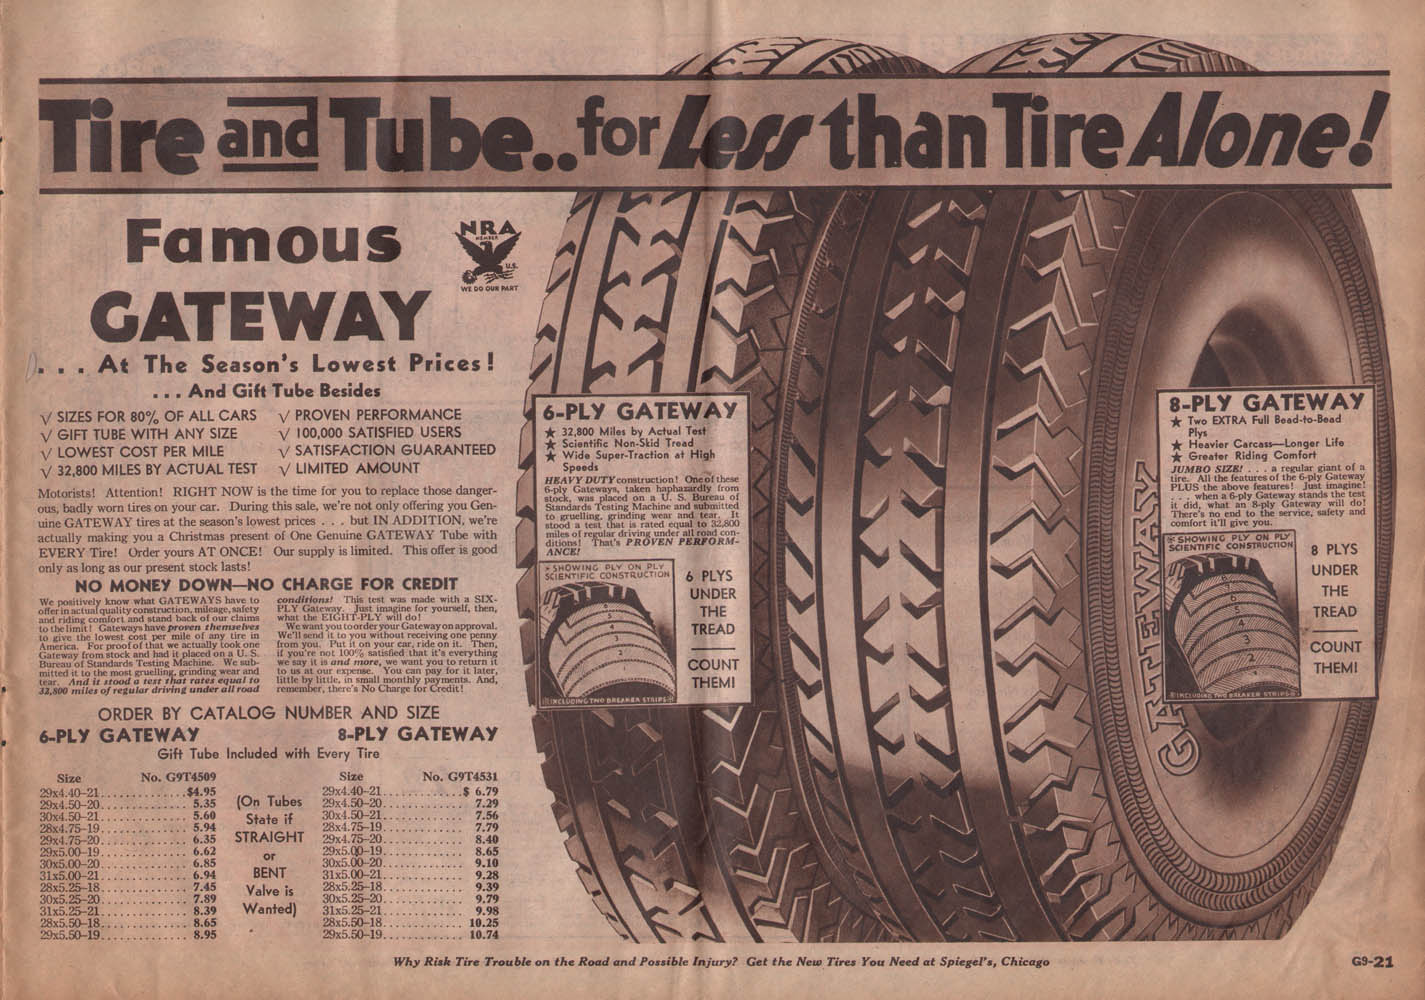 Tire and Tube.. for Less than Tire Alone!
Famous
GATEWAY
NRA
MEMBER
U.S.
WE DO OUR PART
. . . At The Season's Lowest Prices!
. . . And Gift Tube Besides
√ SIZES FOR 80% OF ALL CARS
√ GIFT TUBE WITH ANY SIZE
√ LOWEST COST PER MILE
√ 32,800 MILES BY ACTUAL TEST
√ PROVEN PERFORMANCE
√ 100,000 SATISFIED USERS
√ SATISFACTION GUARANTEED
√ LIMITED AMOUNT
Motorists! Attention! RIGHT NOW is the time for you to replace those danger-
ous, badly worn tires on your car. During this sale, we're not only offering you Gen-
uine GATEWAY tires at the season's lowest prices . . . but IN ADDITION, we're
actually making you a Christmas present of One Genuine GATEWAY Tube with
EVERY Tire! Order yours AT ONCE! Our supply is limited. This offer is good
only as long as our present stock lasts!
NO MONEY DOWN—NO CHARGE FOR CREDIT
We positively know what GATEWAYS have to
offer in actual quality construction, mileage, safety
and riding comfort and stand back of our claims
to the limit! Gateways have proven themselves
to give the lowest cost per mile of any tire in
America. For proof of that we actually took one
Gateway from stock and had it placed on a U. S.
Bureau of Standards Testing Machine. We sub-
mitted it to the most gruelling, grinding wear and
tear. And it stood a test that rates equal to
32,800 miles of regular driving under all road
conditions! This test was made with a SIX-
PLY Gateway. Just imagine for yourself, then,
what the EIGHT-PLY will do!
We want you to order your Gateway on approval.
We'll send it to you without receiving one penny
from you. Put it on your car, ride on it. Then,
if you're not 100% satisfied that it's everything
we say it is and more, we want you to return it
to us at our expense. You can pay for it later,
little by little, in small monthly payments. And,
remember, there's No Charge for Credit!
ORDER BY CATALOG NUMBER AND SIZE
6-PLY GATEWAY 8-PLY GATEWAY
Gift Tube Included with Every Tire
Size No. G9T4509
29x4.40–21..............$4.95
29x4.50–20.............. 5.35
30x4.50–21.............. 5.60
28x4.75–19.............. 5.94
29x4.75–20.............. 6.35
29x5.00–19.............. 6.62
30x5.00–20.............. 6.85
31x5.00–21.............. 6.94
28x5.25–18.............. 7.45
30x5.25–20.............. 7.89
31x5.25–21.............. 8.39
28x5.50–18.............. 8.65
29x5.50–19.............. 8.95
(On Tubes
State if
STRAIGHT
or
BENT
Valve is
Wanted)
Size No. G9T4531
29x4.40–21.............$ 6.79
29x4.50–20............. 7.29
30x4.50–21............. 7.56
28x4.75–19............. 7.79
29x4.75–20............. 8.40
29x5.00–19............. 8.65
30x5.00–20............. 9.10
31x5.00–21............. 9.28
28x5.25–18............. 9.39
30x5.25–20............. 9.79
31x5.25–21............. 9.98
28x5.50–18............. 10.25
29x5.50–19............. 10.74
6-PLY GATEWAY
★ 32,800 Miles by Actual Test
★ Scientific Non-Skid Tread
★ Wide Super-Traction at High
Speeds
HEAVY DUTY construction! One of these
6-ply Gateways, taken haphazardly from
stock, was placed on a U. S. Bureau of
Standards Testing Machine and submitted
to gruelling, grinding wear and tear. It
stood a test that is rated equal to 32,800
miles of regular driving under all road con-
ditions! That's PROVEN PERFORM-
ANCE!
SHOWING PLY ON PLY
SCIENTIFIC CONSTRUCTION
6
5
4
3
2
1
INCLUDING TWO BREAKER STRIPS
6 PLYS
UNDER
THE
TREAD
COUNT
THEM!
8-PLY GATEWAY
★ Two EXTRA Full Bead-to-Bead
Plys
★ Heavier Carcass—Longer Life
★ Greater Riding Comfort
JUMBO SIZE! . . . a regular giant of a
tire. All the features of the 6-ply Gateway
PLUS the above features! Just imagine!
. . . when a 6-ply Gateway stands the test
it did, what an 8-ply Gateway will do!
There's no end to the service, safety and
comfort it'll give you.
SHOWING PLY ON PLY
SCIENTIFIC CONSTRUCTION
8
7
6
5
4
3
2
1
INCLUDING TWO BREAKER STRIPS
8 PLYS
UNDER
THE
TREAD
COUNT
THEM!
GATEWAY
Why Risk Tire Trouble on the Road and Possible Injury? Get the New Tires You Need at Spiegel's, Chicago
G9-21